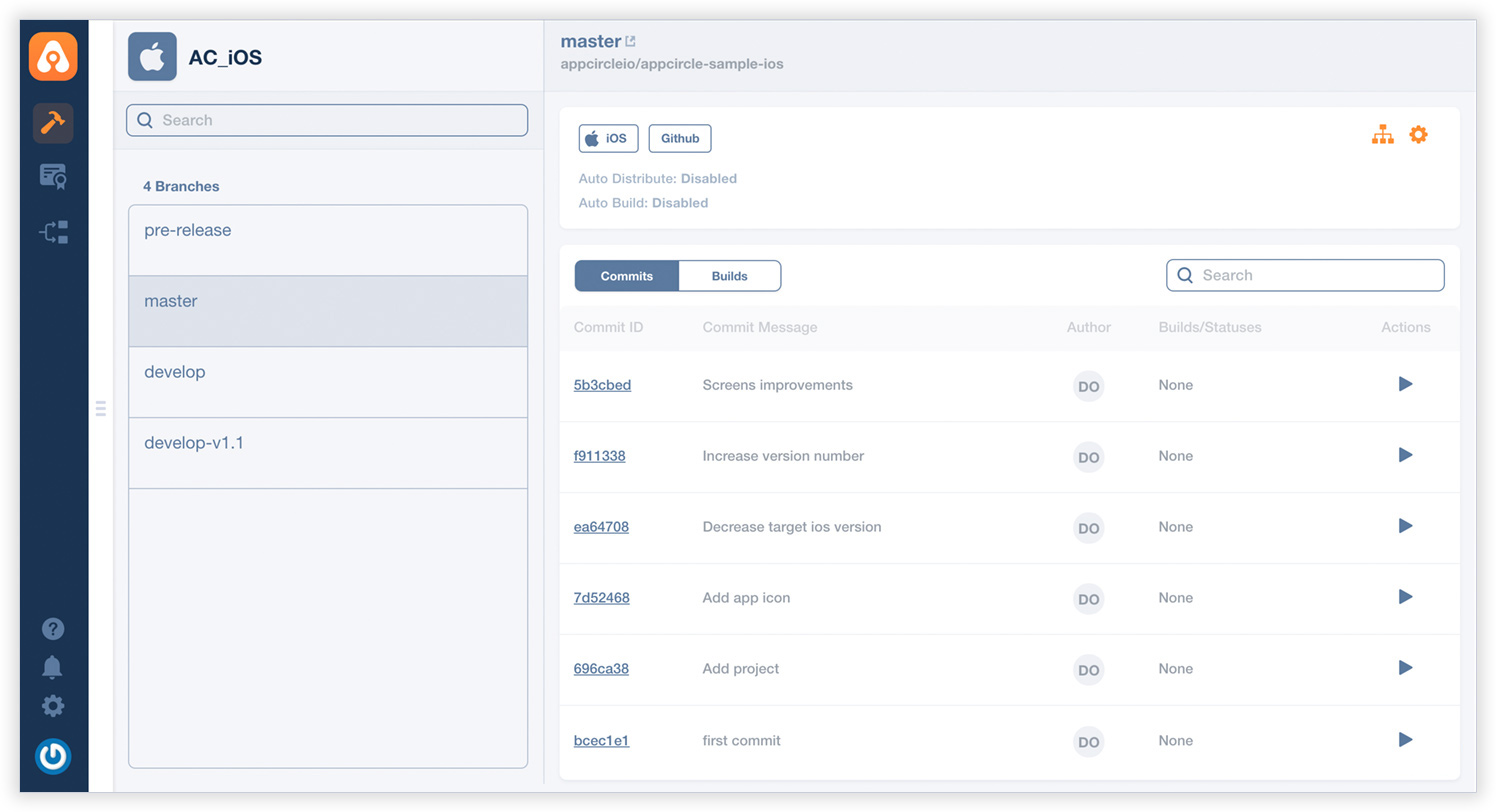 AC_iOS
Search
4 Branches
pre-release
master
develop
develop-v1.1
master
appcircleio/appcircle-sample-ios
iOS Github
Auto Distribute: Disabled
Auto Build: Disabled
Commits Builds Search
Commit ID Commit Message Author Builds/Statuses Actions
5b3cbed Screens improvements DO None
f911338 Increase version number DO None
ea64708 Decrease target ios version DO None
7d52468 Add app icon DO None
696ca38 Add project DO None
bcec1e1 first commit DO None